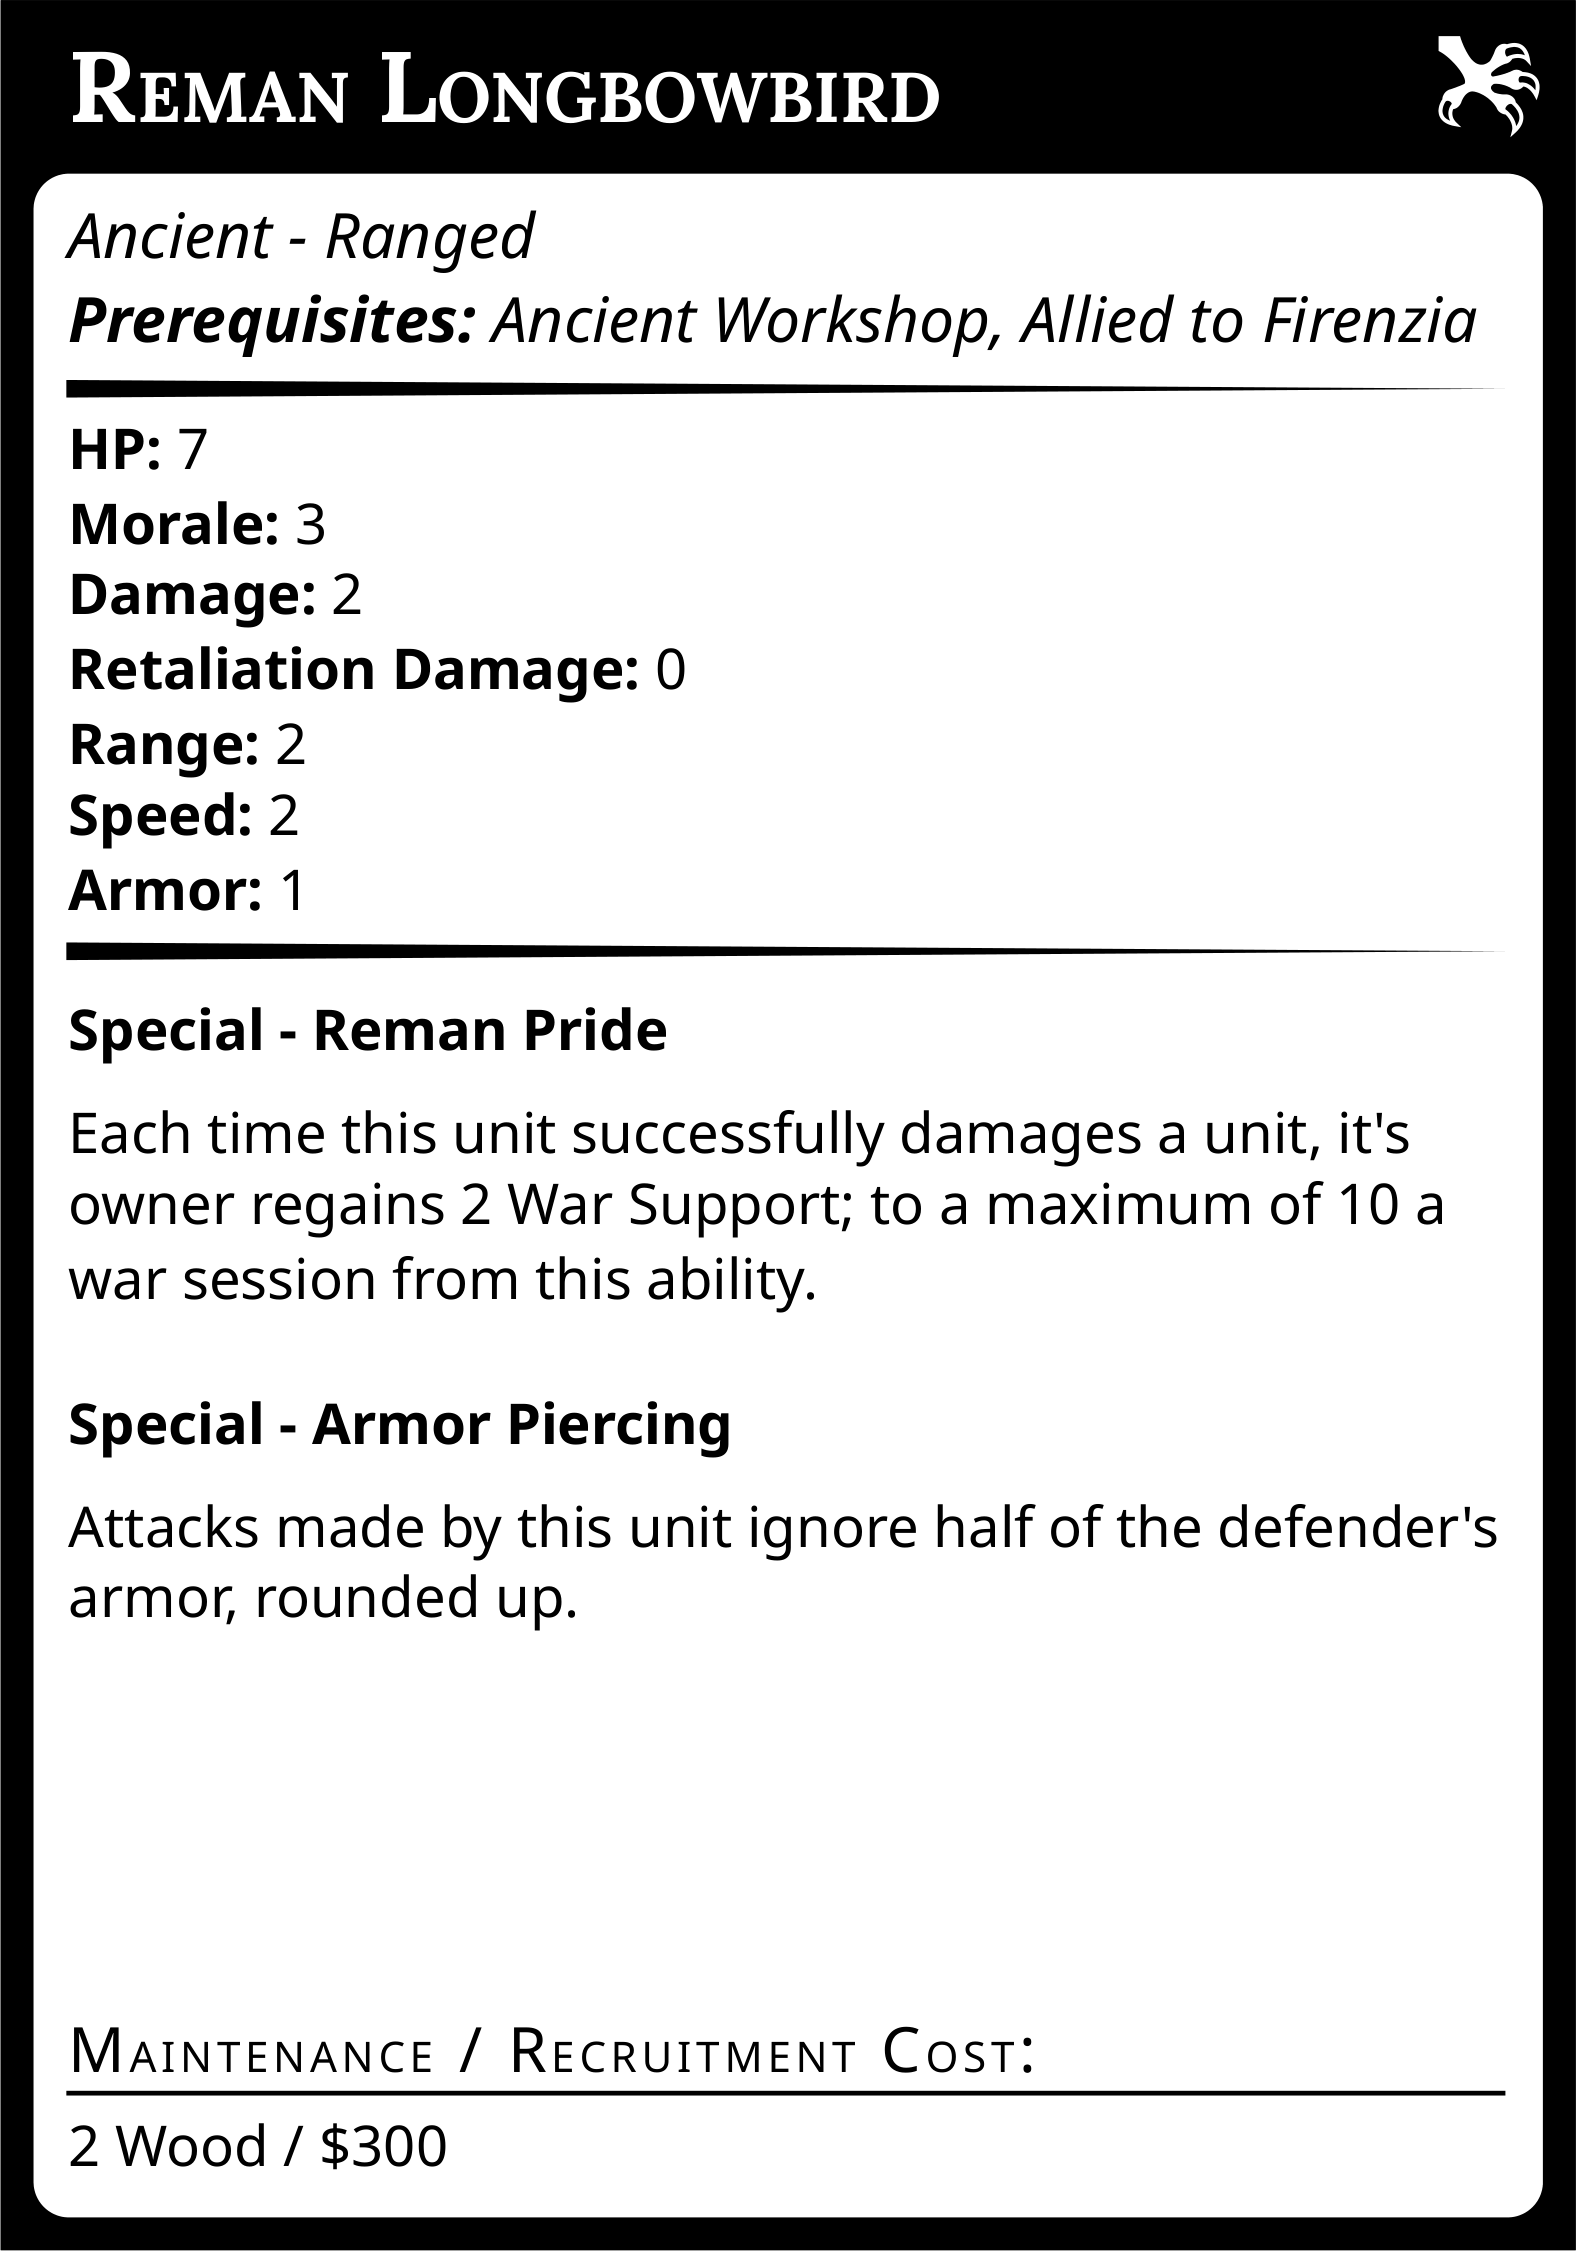 Reman Longbowbird
Ancient - Ranged
Prerequisites: Ancient Workshop, Allied to Firenzia
HP: 7
Morale: 3
Damage: 2
Retaliation Damage: 0
Range: 2
Speed: 2
Armor: 1
Special - Reman Pride
Each time this unit successfully damages a unit, it's
owner regains 2 War Support; to a maximum of 10 a
war session from this ability.
Special - Armor Piercing
Attacks made by this unit ignore half of the defender's
armor, rounded up.
Maintenance / Recruitment Cost:
2 Wood / $300